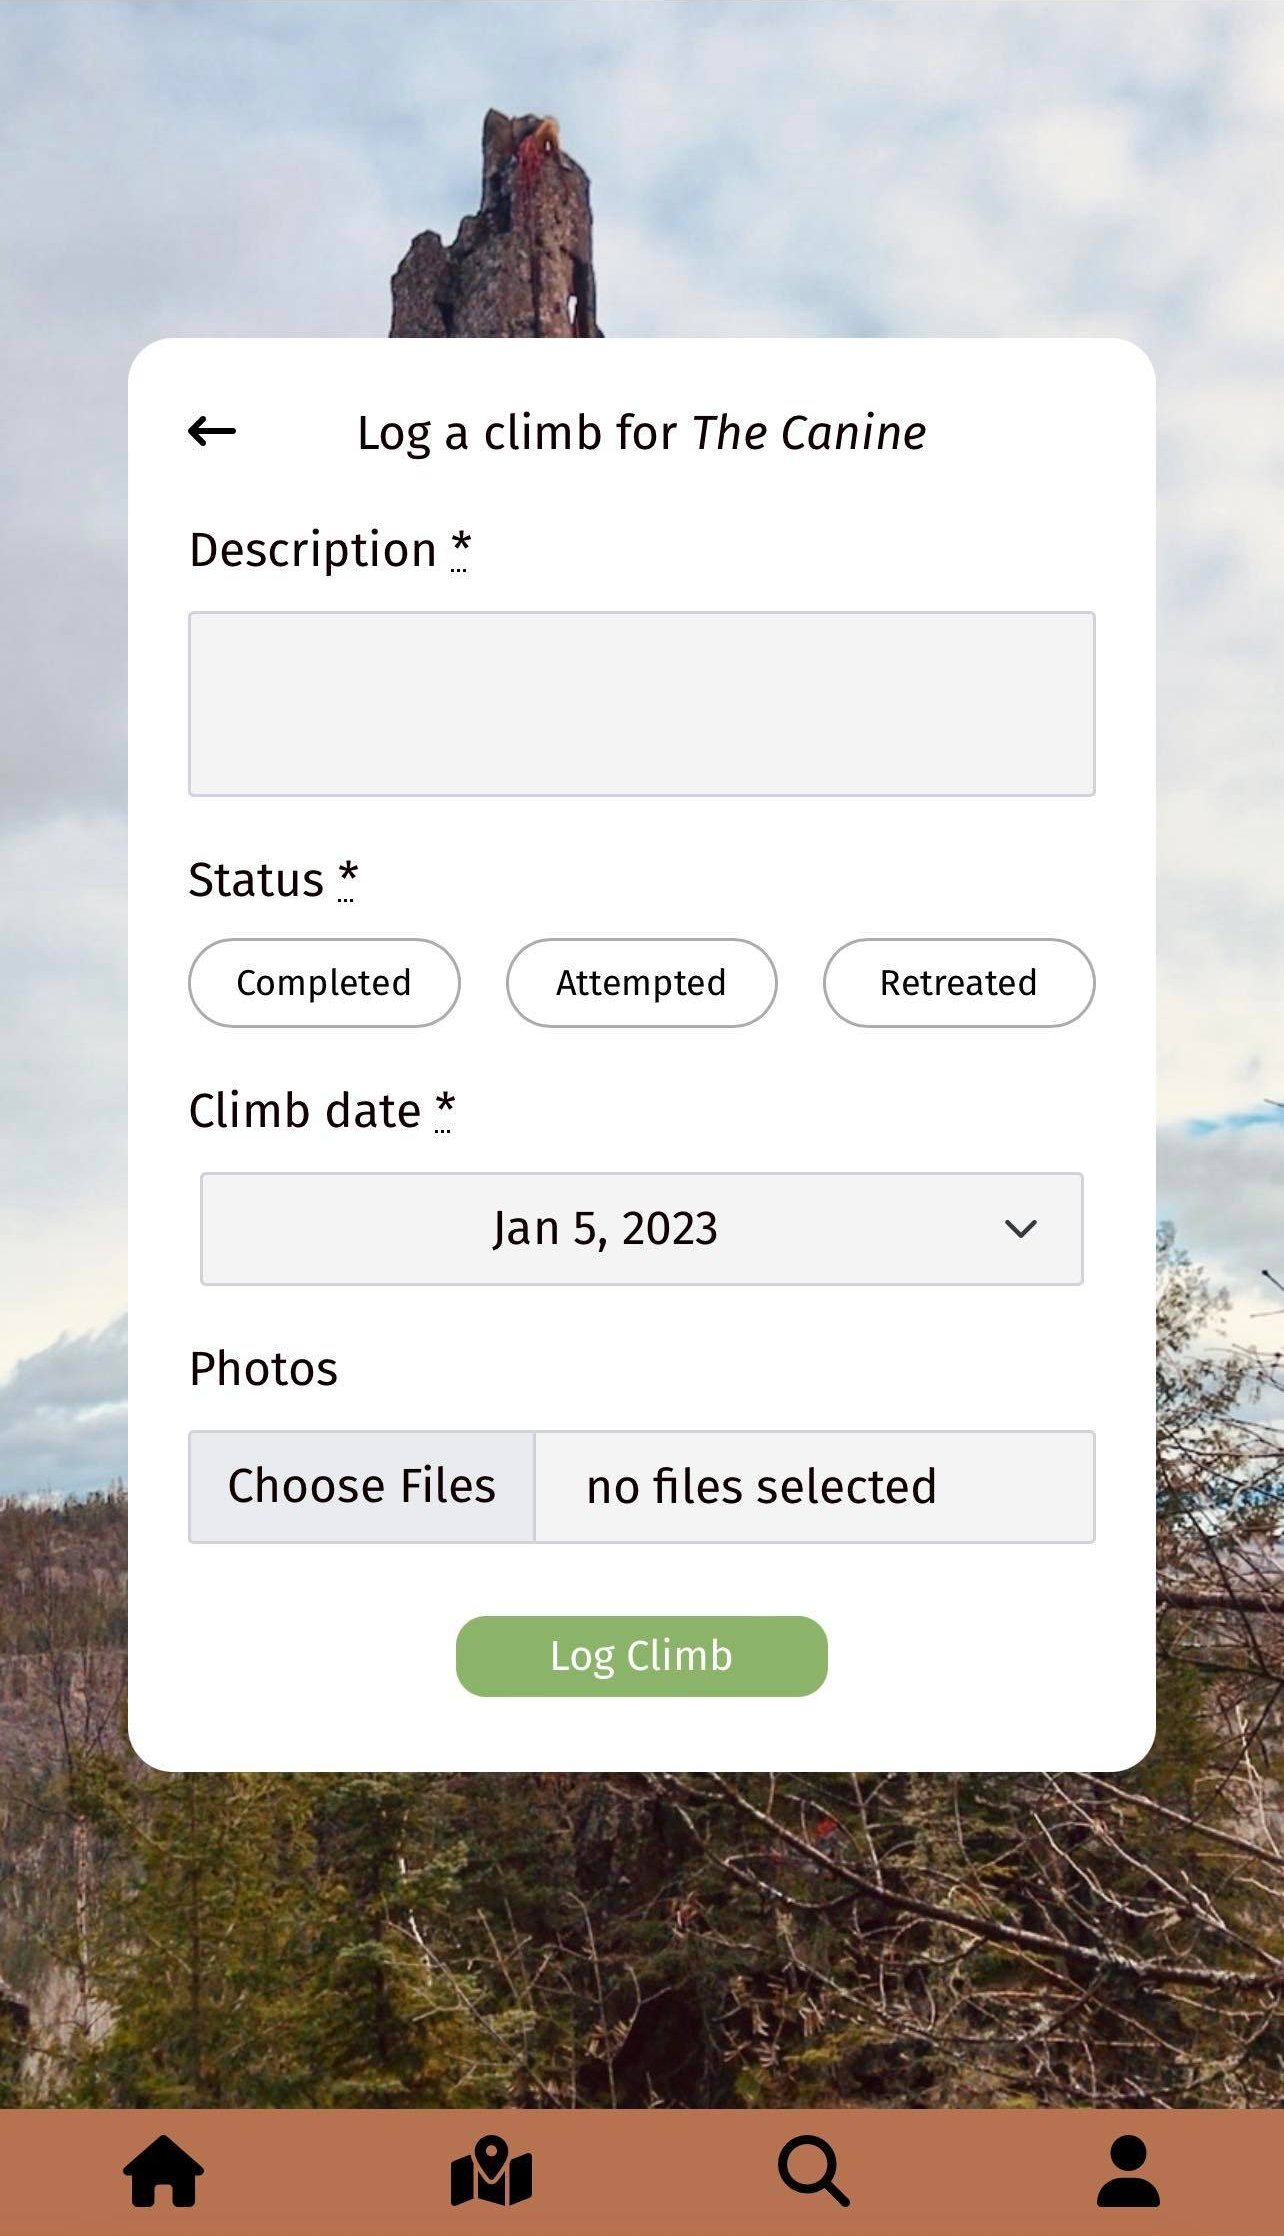 Log a climb for The Canine
Description *
Status *
Completed Attempted Retreated
Climb date *
Jan 5, 2023
Photos
Choose Files no files selected
Log Climb